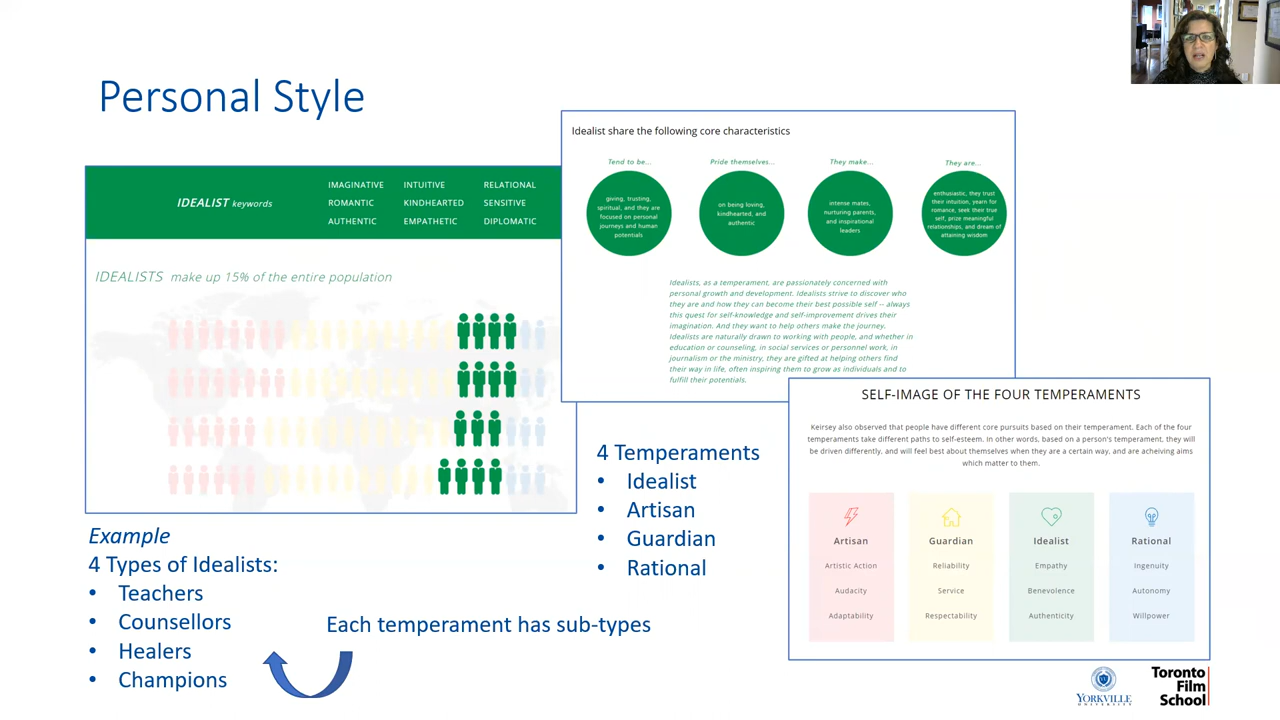 Personal Style
IDEALIST keywords
IMAGINATIVE INTUITIVE RELATIONAL
ROMANTIC KINDHEARTED SENSITIVE
AUTHENTIC EMPATHETIC DIPLOMATIC
IDEALISTS make up 15% of the entire population
Idealist share the following core characteristics
Tend to be...
giving, trusting,
spiritual, and they are
focused on personal
journeys and human
potentials
Pride themselves...
on being loving,
kindhearted, and
authentic
They make...
intense mates,
nurturing parents,
and inspirational
leaders
They are...
enthusiastic, they trust
their intuition, yearn for
romance, seek their true
self, prize meaningful
relationships, and dream of
attaining wisdom
Idealists, as a temperament, are passionately concerned with
personal growth and development. Idealists strive to discover who
they are and how they can become their best possible self -- always
this quest for self-knowledge and self-improvement drives their
imagination. And they want to help others make the journey.
Idealists are naturally drawn to working with people, and whether in
education or counseling, in social services or personnel work, in
journalism or the ministry, they are gifted at helping others find
their way in life, often inspiring them to grow as individuals and to
fulfill their potentials.
SELF-IMAGE OF THE FOUR TEMPERAMENTS
Keirsey also observed that people have different core pursuits based on their temperament. Each of the four
temperaments take different paths to self-esteem. In other words, based on a person's temperament, they will
be driven differently, and will feel best about themselves when they are a certain way, and are acheiving aims
which matter to them.
Artisan
Artistic Action
Audacity
Adaptability
Guardian
Reliability
Service
Respectability
Idealist
Empathy
Benevolence
Authenticity
Rational
Ingenuity
Autonomy
Willpower
4 Temperaments
• Idealist
• Artisan
• Guardian
• Rational
Example
4 Types of Idealists:
• Teachers
• Counsellors
• Healers
• Champions
Each temperament has sub-types
YORKVILLE
UNIVERSITY
Toronto
Film
School